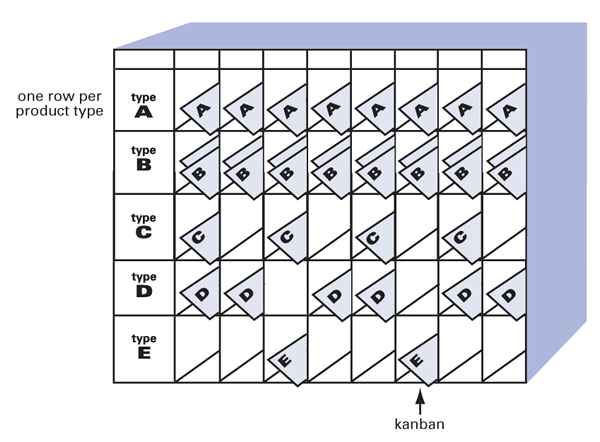 one row per
product type
type
A
A A A A A A A A
type
B
B B B B B B B B
type
C
C C C C
type
D
D D D D D D
type
E
E E
kanban